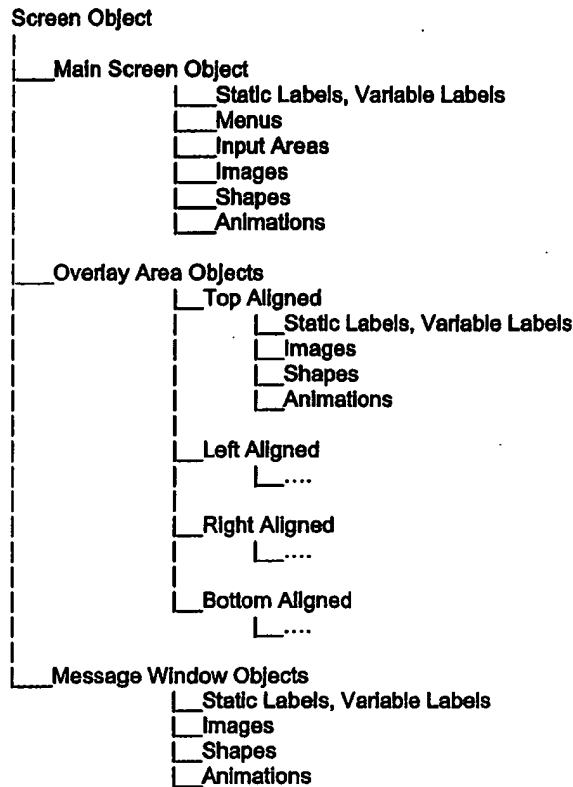 Screen Object
Main Screen Object
Static Labels, Variable Labels
Menus
Input Areas
Images
Shapes
Animations
Overlay Area Objects
Top Aligned
Static Labels, Variable Labels
Images
Shapes
Animations
Left Aligned
....
Right Aligned
....
Bottom Aligned
....
Message Window Objects
Static Labels, Variable Labels
Images
Shapes
Animations